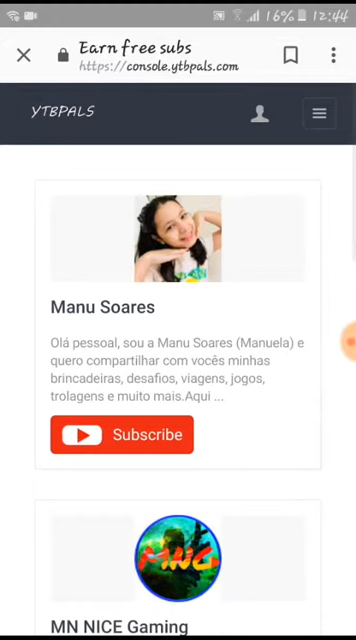 16% 12:44
Earn free subs
https://console.ytbpals.com
YTBPALS
Manu Soares
Olá pessoal, sou a Manu Soares (Manuela) e
quero compartilhar com vocês minhas
brincadeiras, desafios, viagens, jogos,
trolagens e muito mais.Aqui ...
Subscribe
MNG
MN NICE Gaming